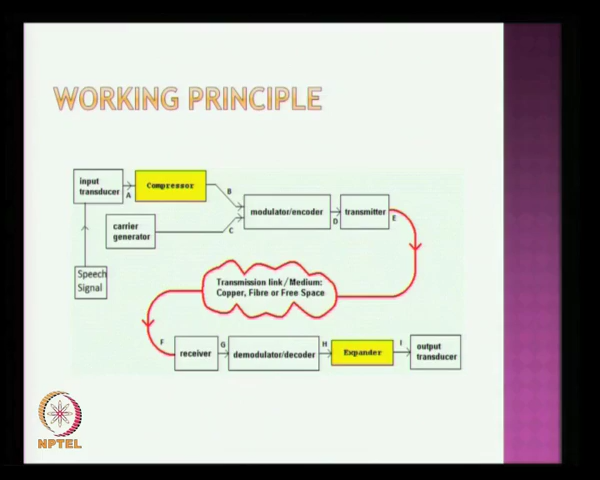 WORKING PRINCIPLE
input
transducer
A
Compressor
B
carrier
generator
C
modulator/encoder
D
transmitter
E
Speech
Signal
Transmission link/Medium:
Copper, Fibre or Free Space
F
receiver
G
demodulator/decoder
H
Expander
I
output
transducer
NPTEL